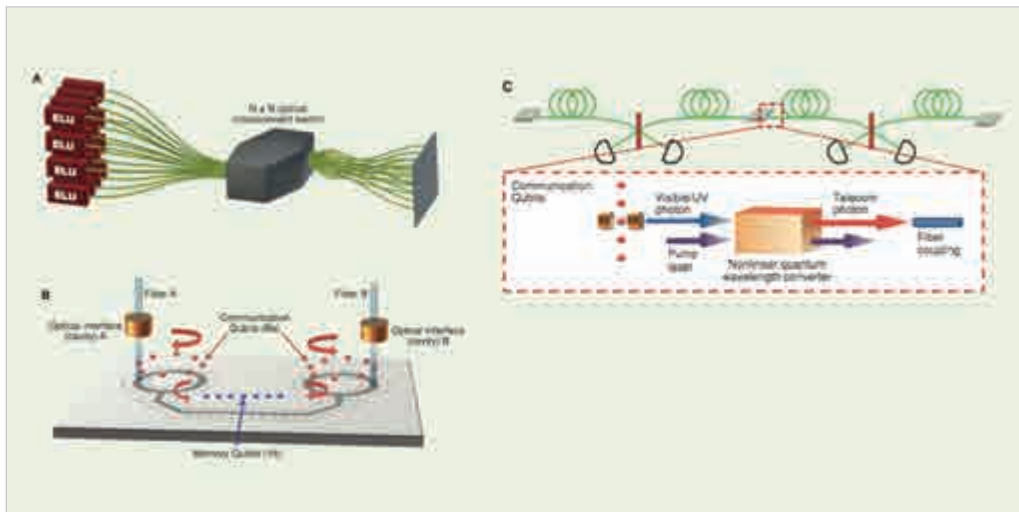 A
ELU
ELU
ELU
ELU
N x N optical
crossconnect switch
B
Fiber A
Fiber B
Optical interface
(cavity) A
Communication
Qubits (Ba)
Optical interface
(cavity) B
Memory Qubits (Yb)
C
Communication
Qubits
Visible/UV
photon
Telecom
photon
Pump
laser
Nonlinear quantum
wavelength converter
Fiber
coupling